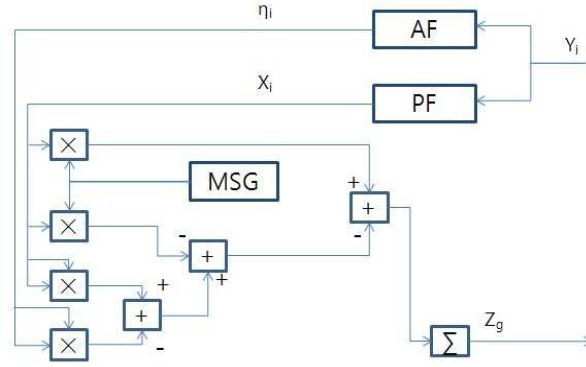 ηi
AF
Yi
Xi
PF
×
MSG
+
+
×
-
-
+
+
×
+
+
Zg
×
-
Σ